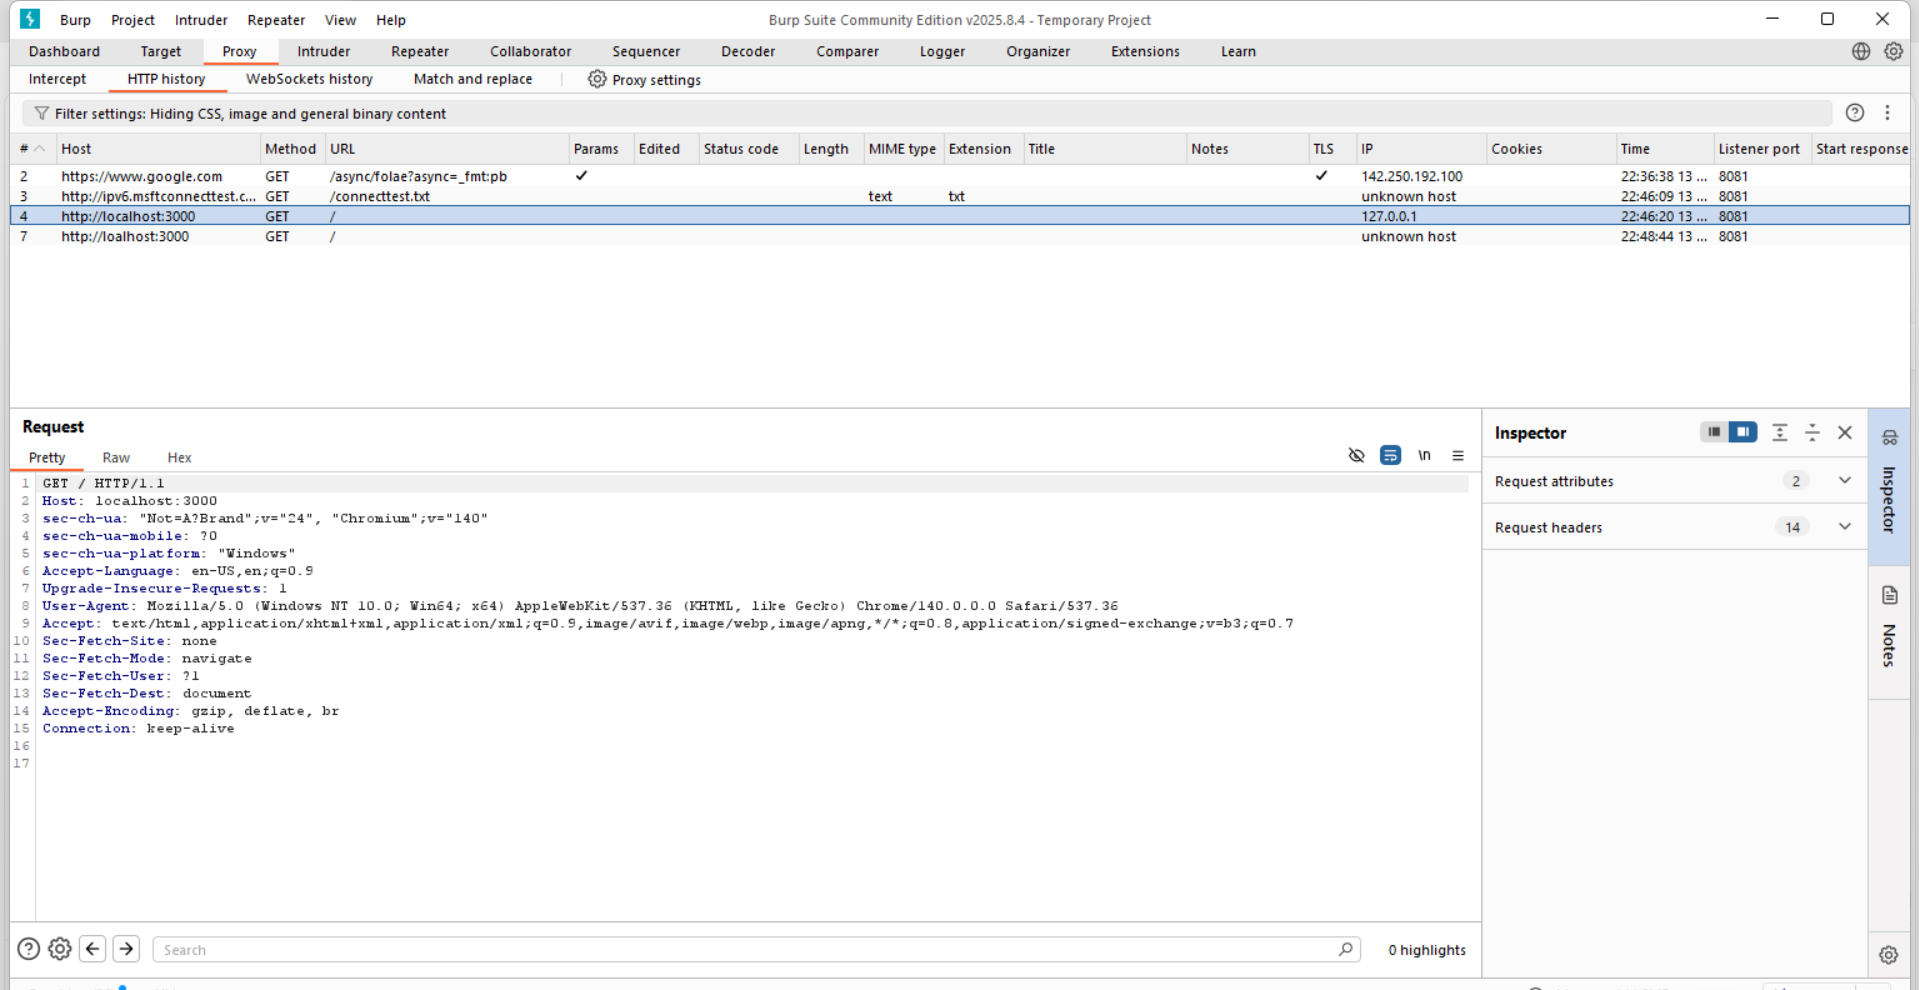 Burp Project Intruder Repeater View Help Burp Suite Community Edition v2025.8.4 - Temporary Project
Dashboard Target Proxy Intruder Repeater Collaborator Sequencer Decoder Comparer Logger Organizer Extensions Learn
Intercept HTTP history WebSockets history Match and replace Proxy settings
Filter settings: Hiding CSS, image and general binary content
# Host Method URL Params Edited Status code Length MIME type Extension Title Notes TLS IP Cookies Time Listener port Start response
2 https://www.google.com GET /async/folae?async=_fmt:pb ✓ ✓ 142.250.192.100 22:36:38 13 ... 8081
3 http://ipv6.msftconnecttest.c... GET /connecttest.txt text txt unknown host 22:46:09 13 ... 8081
4 http://localhost:3000 GET / 127.0.0.1 22:46:20 13 ... 8081
7 http://loalhost:3000 GET / unknown host 22:48:44 13 ... 8081
Request
Pretty Raw Hex \n
1 GET / HTTP/1.1
2 Host: localhost:3000
3 sec-ch-ua: "Not=A?Brand";v="24", "Chromium";v="140"
4 sec-ch-ua-mobile: ?0
5 sec-ch-ua-platform: "Windows"
6 Accept-Language: en-US,en;q=0.9
7 Upgrade-Insecure-Requests: 1
8 User-Agent: Mozilla/5.0 (Windows NT 10.0; Win64; x64) AppleWebKit/537.36 (KHTML, like Gecko) Chrome/140.0.0.0 Safari/537.36
9 Accept: text/html,application/xhtml+xml,application/xml;q=0.9,image/avif,image/webp,image/apng,*/*;q=0.8,application/signed-exchange;v=b3;q=0.7
10 Sec-Fetch-Site: none
11 Sec-Fetch-Mode: navigate
12 Sec-Fetch-User: ?1
13 Sec-Fetch-Dest: document
14 Accept-Encoding: gzip, deflate, br
15 Connection: keep-alive
16
17
Search 0 highlights
Inspector
Request attributes 2
Request headers 14
Inspector
Notes